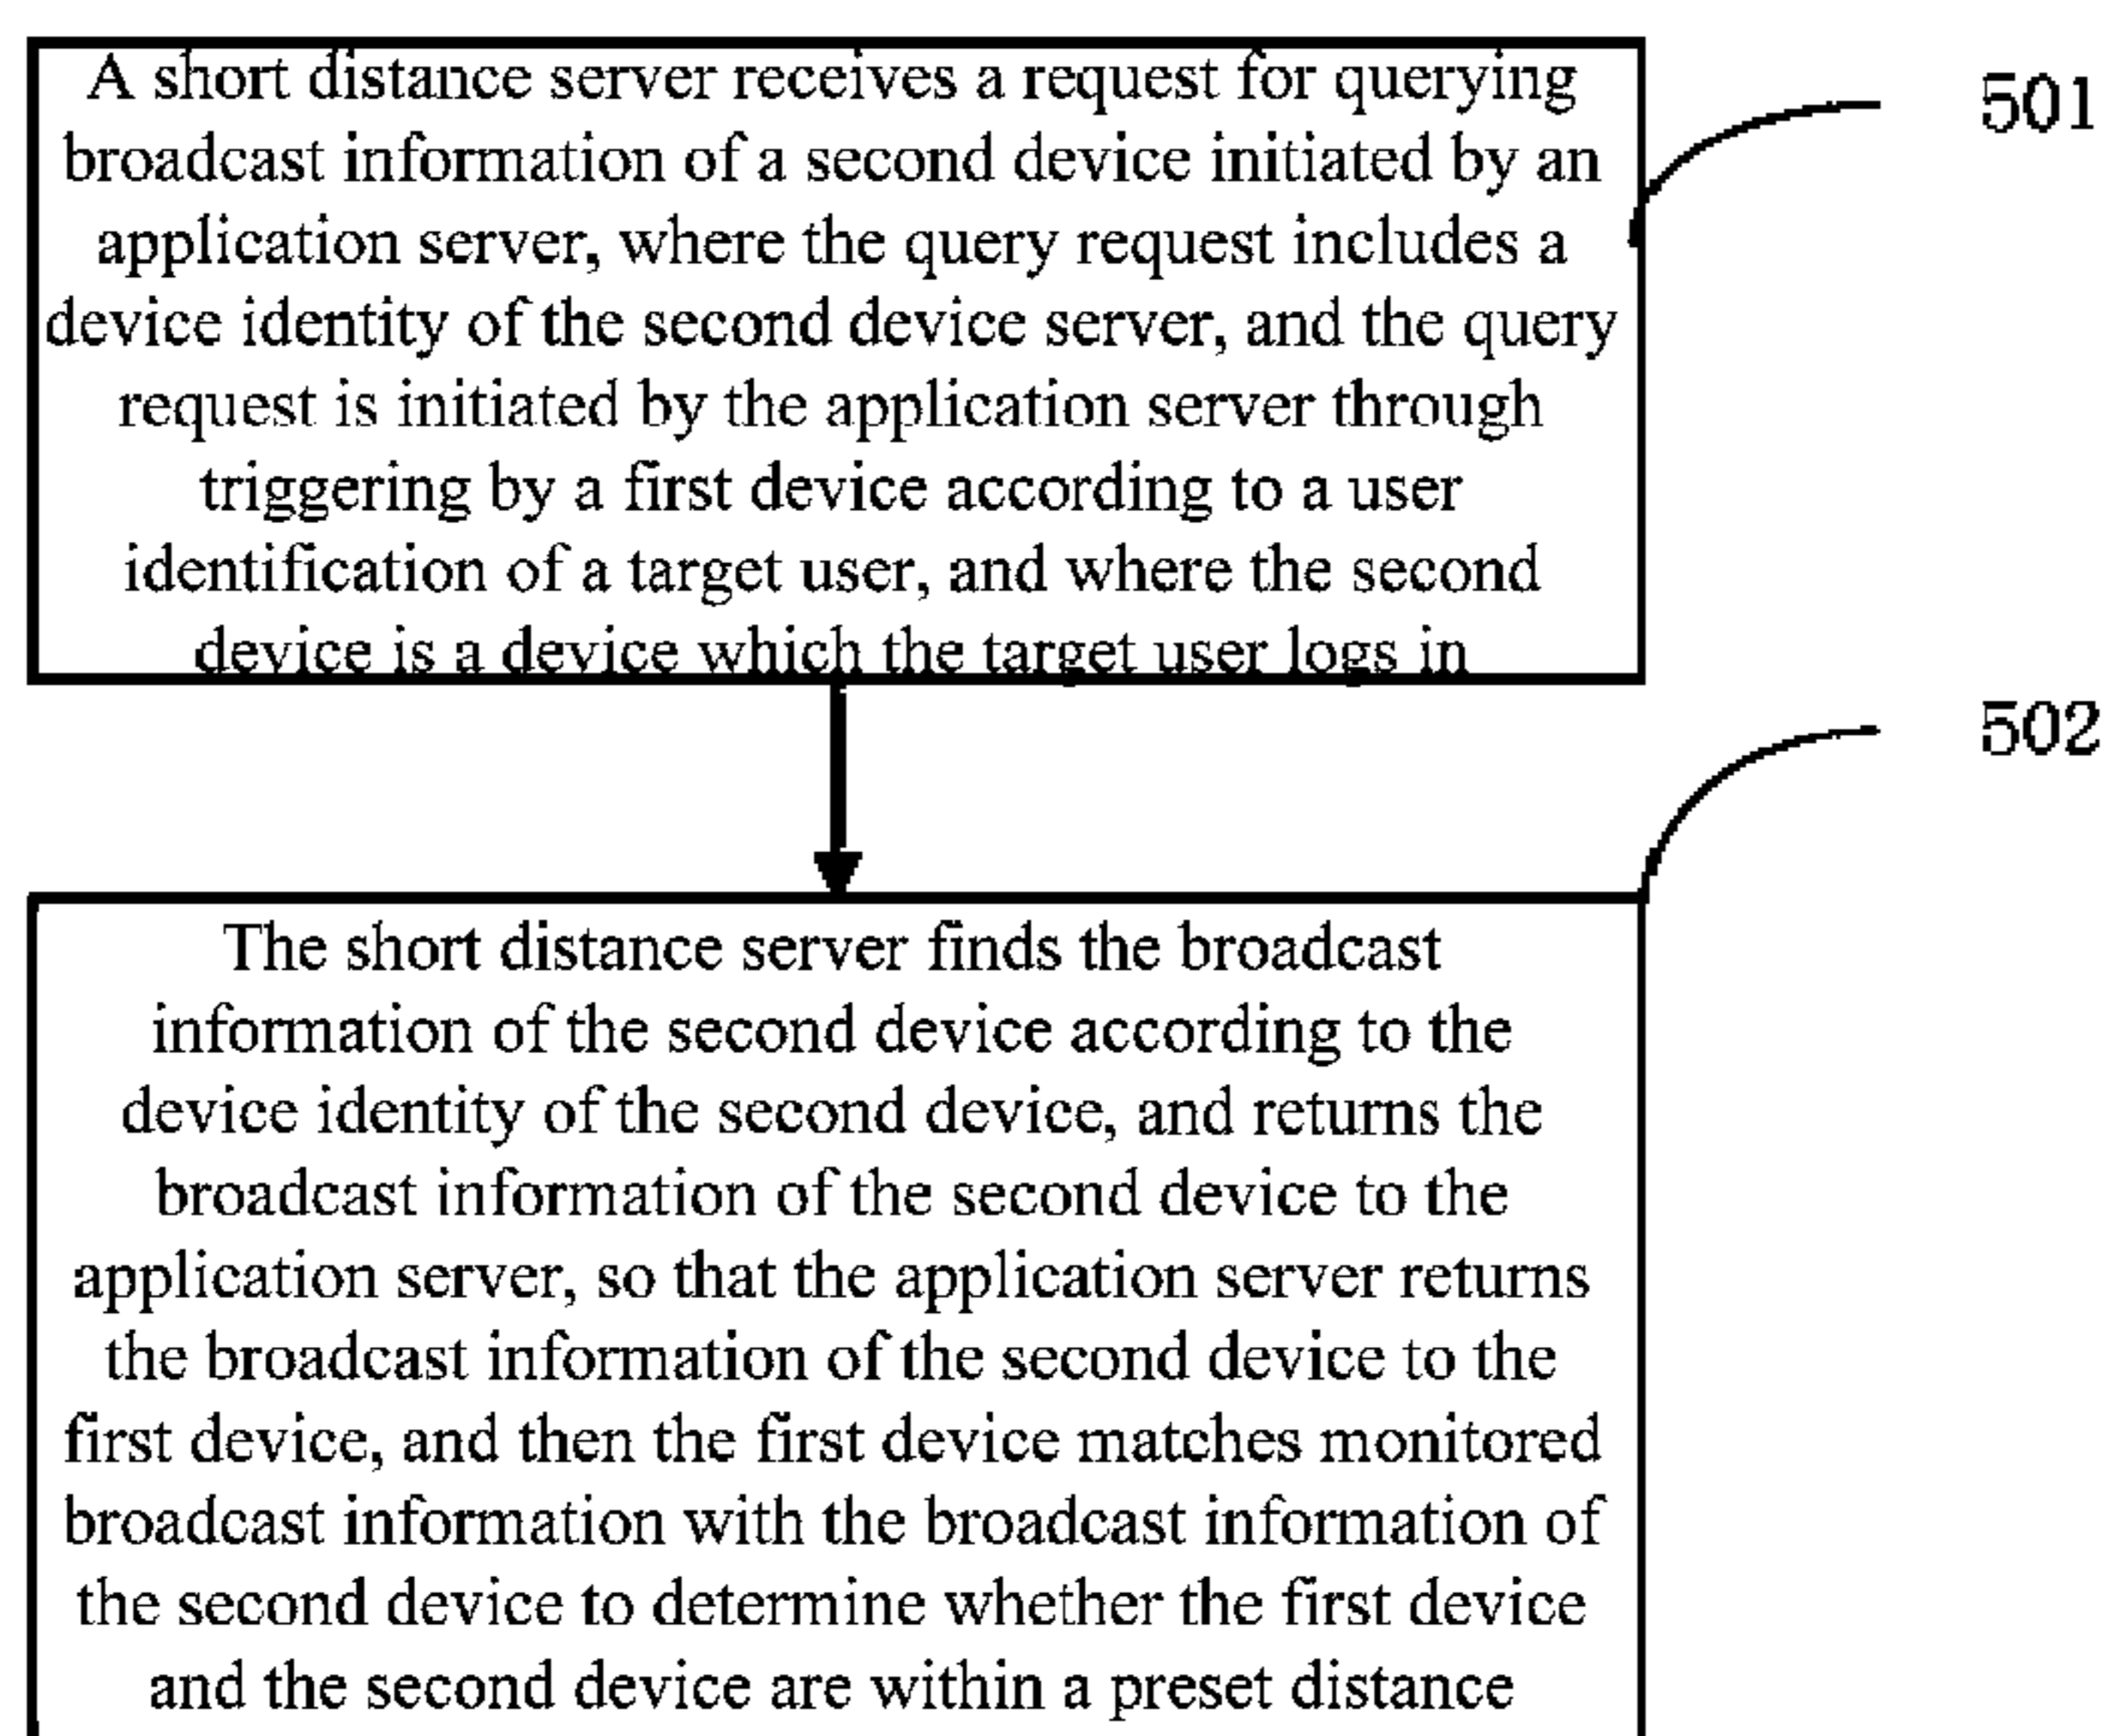 A short distance server receives a request for querying
broadcast information of a second device initiated by an
application server, where the query request includes a
device identity of the second device server, and the query
request is initiated by the application server through
triggering by a first device according to a user
identification of a target user, and where the second
device is a device which the target user logs in
501
502
The short distance server finds the broadcast
information of the second device according to the
device identity of the second device, and returns the
broadcast information of the second device to the
application server, so that the application server returns
the broadcast information of the second device to the
first device, and then the first device matches monitored
broadcast information with the broadcast information of
the second device to determine whether the first device
and the second device are within a preset distance